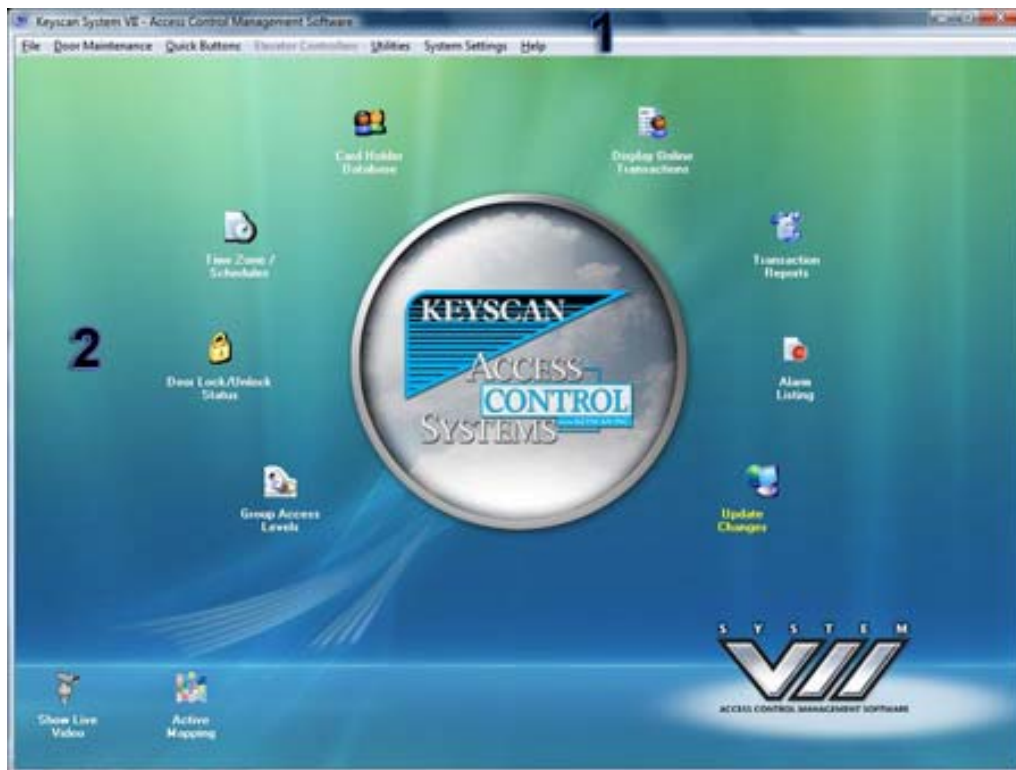 Keyscan System VII - Access Control Management Software
1
File Door Maintenance Quick Buttons Elevator Controllers Utilities System Settings Help
Card Holder
Database
Display Online
Transactions
Time Zone /
Schedules
Transaction
Reports
2
Door Lock/Unlock
Status
Alarm
Listing
KEYSCAN
ACCESS
CONTROL
SYSTEMS
Group Access
Levels
Update
Changes
SYSTEM
VII
ACCESS CONTROL MANAGEMENT SOFTWARE
Show Live
Video
Active
Mapping